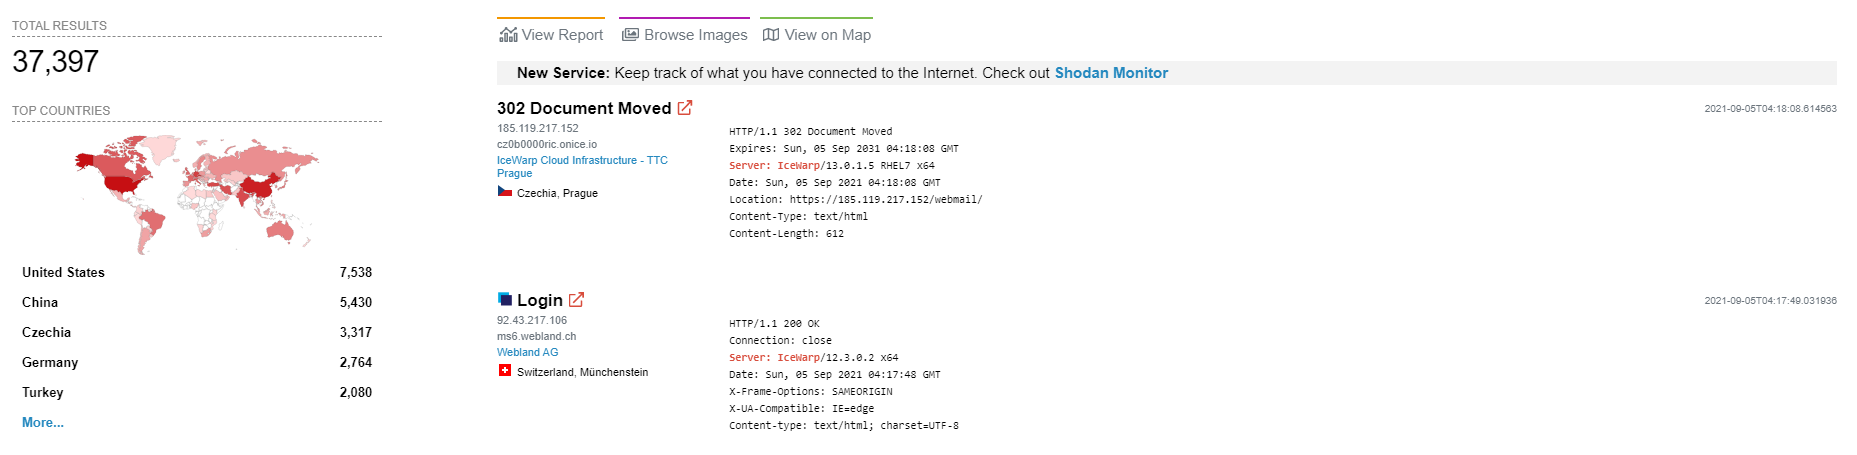 TOTAL RESULTS
37,397
TOP COUNTRIES
United States 7,538
China 5,430
Czechia 3,317
Germany 2,764
Turkey 2,080
More...
View Report Browse Images View on Map
New Service: Keep track of what you have connected to the Internet. Check out Shodan Monitor
302 Document Moved
2021-09-05T04:18:08.614563
185.119.217.152
cz0b0000ric.onice.io
IceWarp Cloud Infrastructure - TTC
Prague
Czechia, Prague
HTTP/1.1 302 Document Moved
Expires: Sun, 05 Sep 2031 04:18:08 GMT
Server: IceWarp/13.0.1.5 RHEL7 x64
Date: Sun, 05 Sep 2021 04:18:08 GMT
Location: https://185.119.217.152/webmail/
Content-Type: text/html
Content-Length: 612
Login
2021-09-05T04:17:49.031936
92.43.217.106
ms6.webland.ch
Webland AG
Switzerland, Münchenstein
HTTP/1.1 200 OK
Connection: close
Server: IceWarp/12.3.0.2 x64
Date: Sun, 05 Sep 2021 04:17:48 GMT
X-Frame-Options: SAMEORIGIN
X-UA-Compatible: IE=edge
Content-type: text/html; charset=UTF-8